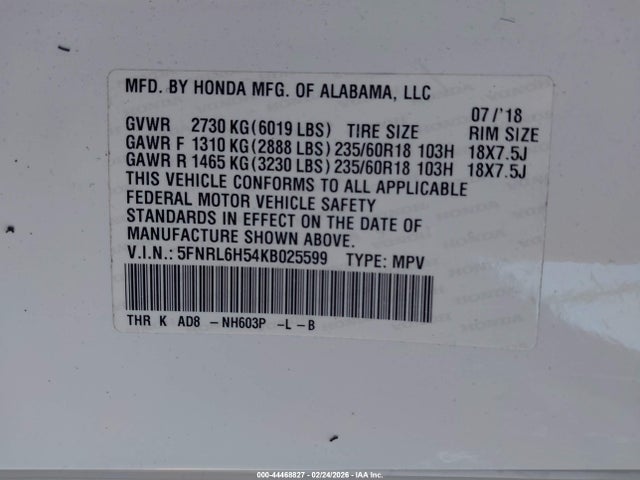 MFD. BY HONDA MFG. OF ALABAMA, LLC
07/'18
GVWR 2730 KG(6019 LBS) TIRE SIZE RIM SIZE
GAWR F 1310 KG(2888 LBS)235/60R18 103H 18X7.5J
GAWR R 1465 KG(3230 LBS)235/60R18 103H 18X7.5J
THIS VEHICLE CONFORMS TO ALL APPLICABLE
FEDERAL MOTOR VEHICLE SAFETY
STANDARDS IN EFFECT ON THE DATE OF
MANUFACTURE SHOWN ABOVE.
V.I.N.: 5FNRL6H54KB025599 TYPE: MPV
THR K AD8 -NH603P -L-B
000-44468827 - 02/24/2026 - IAA Inc.